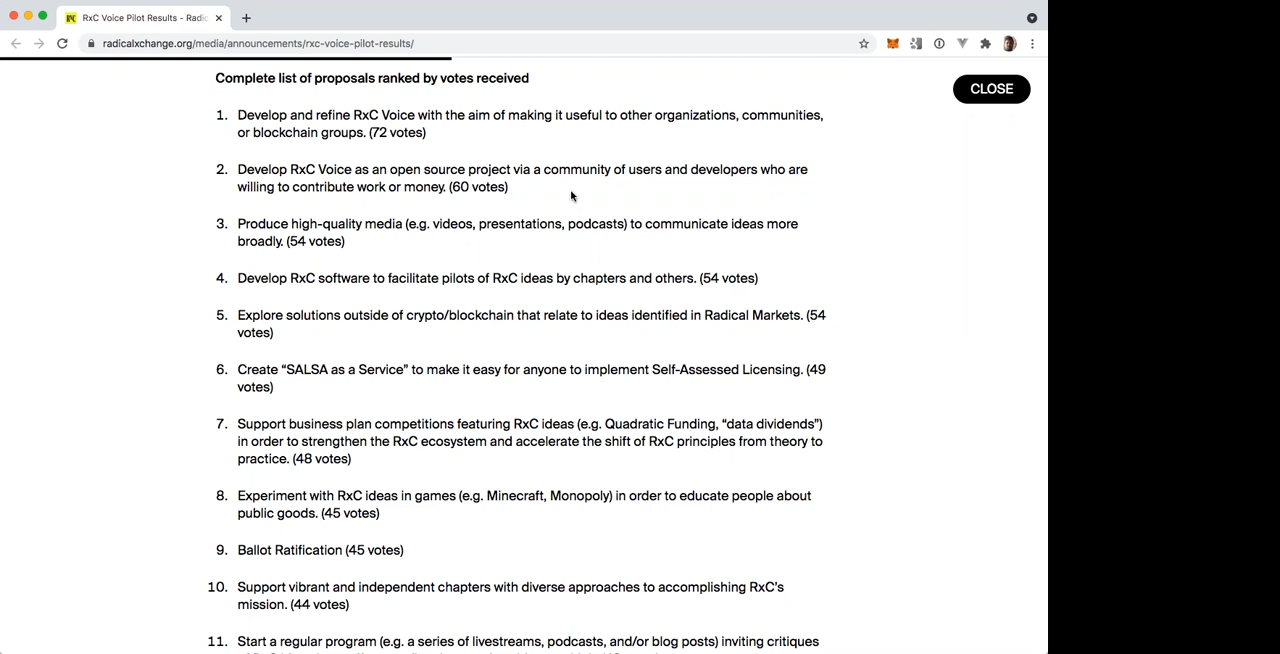 RxC Voice Pilot Results - Radic
radicalxchange.org/media/announcements/rxc-voice-pilot-results/
Complete list of proposals ranked by votes received
CLOSE
1. Develop and refine RxC Voice with the aim of making it useful to other organizations, communities,
or blockchain groups. (72 votes)
2. Develop RxC Voice as an open source project via a community of users and developers who are
willing to contribute work or money. (60 votes)
3. Produce high-quality media (e.g. videos, presentations, podcasts) to communicate ideas more
broadly. (54 votes)
4. Develop RxC software to facilitate pilots of RxC ideas by chapters and others. (54 votes)
5. Explore solutions outside of crypto/blockchain that relate to ideas identified in Radical Markets. (54
votes)
6. Create “SALSA as a Service” to make it easy for anyone to implement Self-Assessed Licensing. (49
votes)
7. Support business plan competitions featuring RxC ideas (e.g. Quadratic Funding, “data dividends”)
in order to strengthen the RxC ecosystem and accelerate the shift of RxC principles from theory to
practice. (48 votes)
8. Experiment with RxC ideas in games (e.g. Minecraft, Monopoly) in order to educate people about
public goods. (45 votes)
9. Ballot Ratification (45 votes)
10. Support vibrant and independent chapters with diverse approaches to accomplishing RxC's
mission. (44 votes)
11. Start a regular program (e.g. a series of livestreams, podcasts, and/or blog posts) inviting critiques